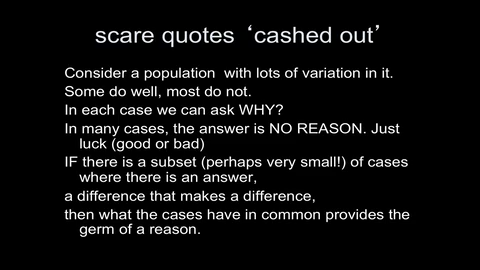 scare quotes ‘cashed out’
Consider a population  with lots of variation in it.
Some do well, most do not.
In each case we can ask WHY?
In many cases, the answer is NO REASON. Just
luck (good or bad)
IF there is a subset (perhaps very small!) of cases
where there is an answer,
a difference that makes a difference,
then what the cases have in common provides the
germ of a reason.